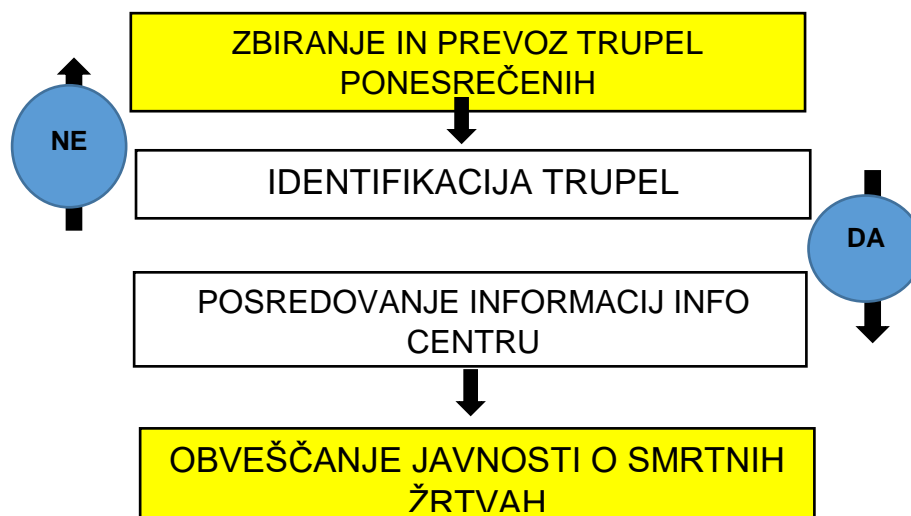 ZBIRANJE IN PREVOZ TRUPEL
PONESREČENIH
NE
IDENTIFIKACIJA TRUPEL
DA
POSREDOVANJE INFORMACIJ INFO
CENTRU
OBVEŠČANJE JAVNOSTI O SMRTNIH
ŽRTVAH